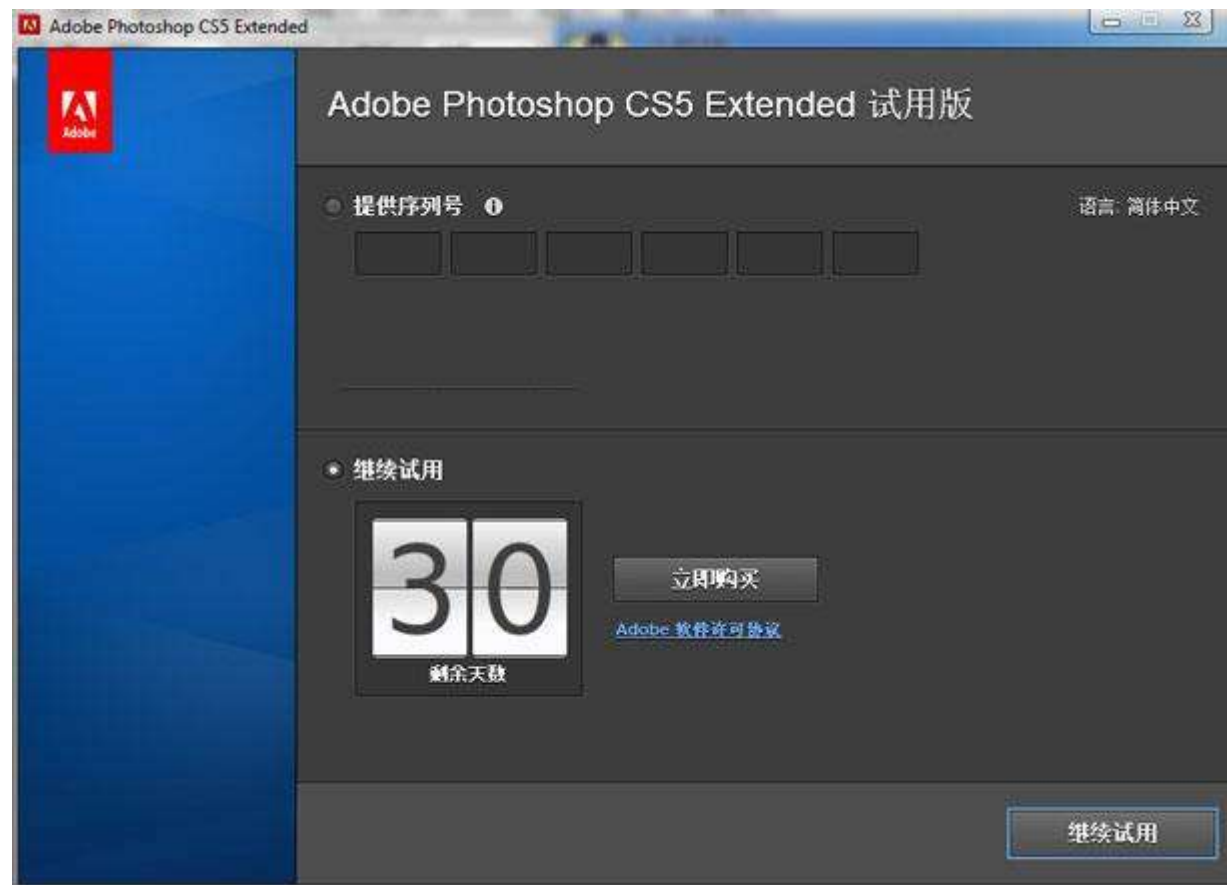 Adobe Photoshop CS5 Extended
Adobe
Adobe Photoshop CS5 Extended 试用版
提供序列号
语言: 简体中文
继续试用
30
剩余天数
立即购买
Adobe 软件许可协议
继续试用